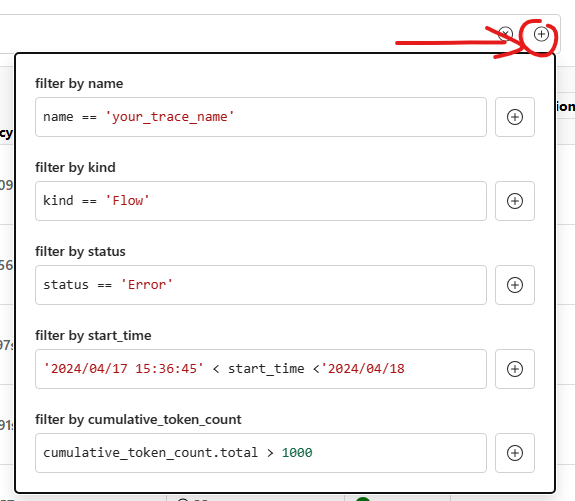 filter by name
name == 'your_trace_name'
filter by kind
kind == 'Flow'
filter by status
status == 'Error'
filter by start_time
'2024/04/17 15:36:45' < start_time <'2024/04/18
filter by cumulative_token_count
cumulative_token_count.total > 1000